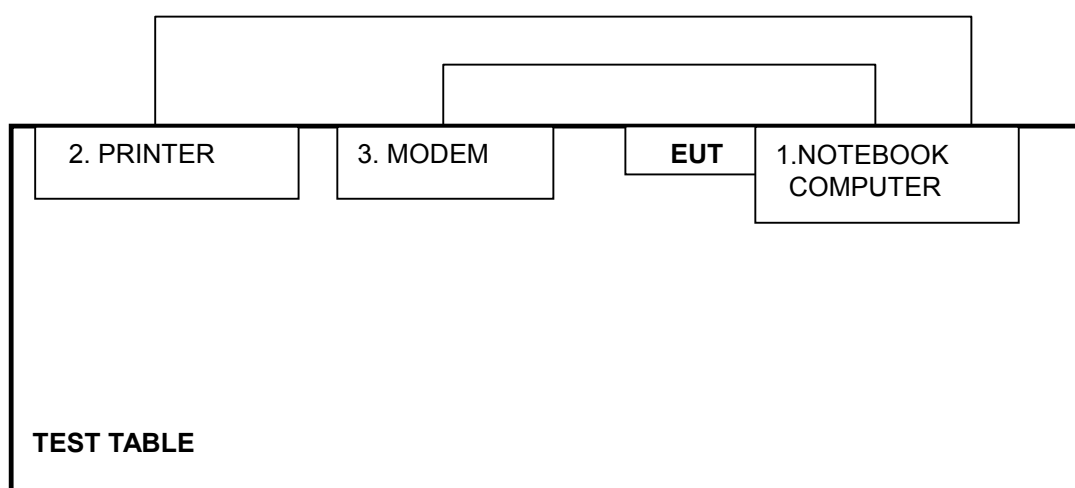 2. PRINTER
3. MODEM
EUT
1.NOTEBOOK
COMPUTER
TEST TABLE